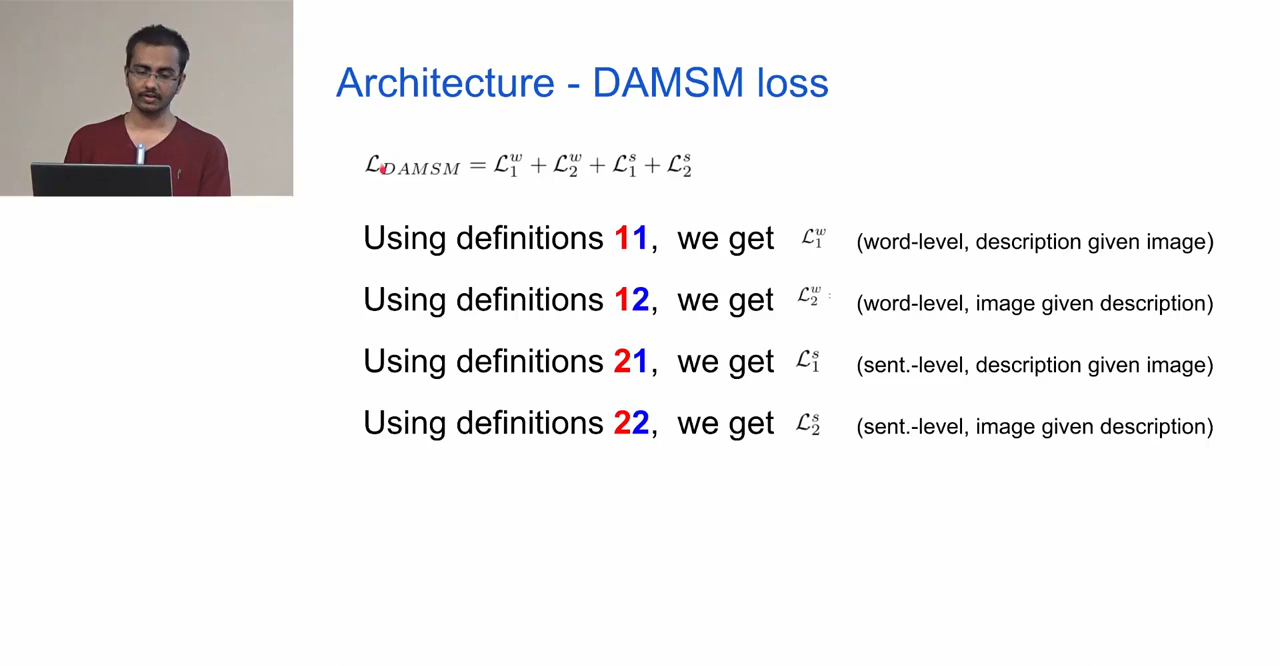 Architecture - DAMSM loss
ℒ_DAMSM = ℒ₁ʷ + ℒ₂ʷ + ℒ₁ˢ + ℒ₂ˢ
Using definitions 11, we get ℒ₁ʷ (word-level, description given image)
Using definitions 12, we get ℒ₂ʷ : (word-level, image given description)
Using definitions 21, we get ℒ₁ˢ (sent.-level, description given image)
Using definitions 22, we get ℒ₂ˢ (sent.-level, image given description)